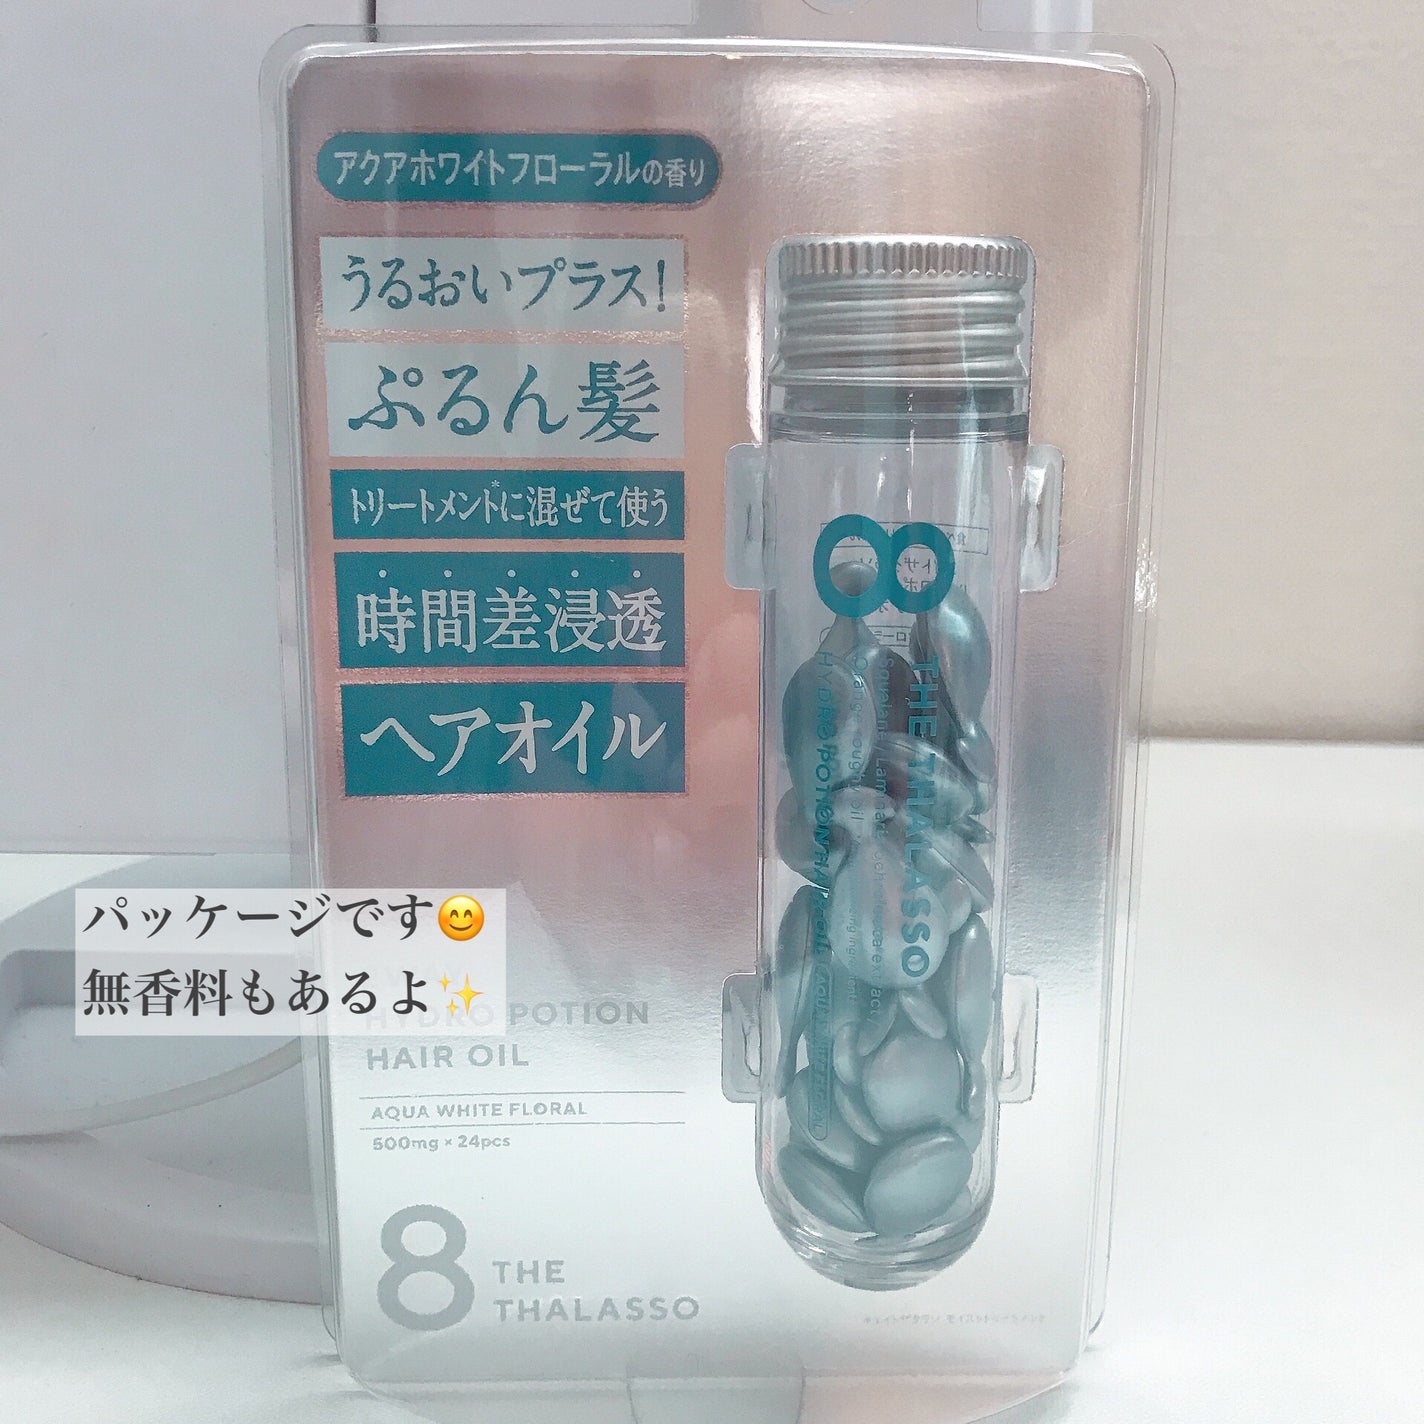 アクアホワイトフローラルの香り
うるおいプラス!
ぷるん髪
トリートメント*に混ぜて使う
時間差浸透
ヘアオイル
パッケージです😊
無香料もあるよ✨
HYDRO POTION
HAIR OIL
AQUA WHITE FLORAL
500mg × 24pcs
8 THE
THALASSO
8 THE THALASSO